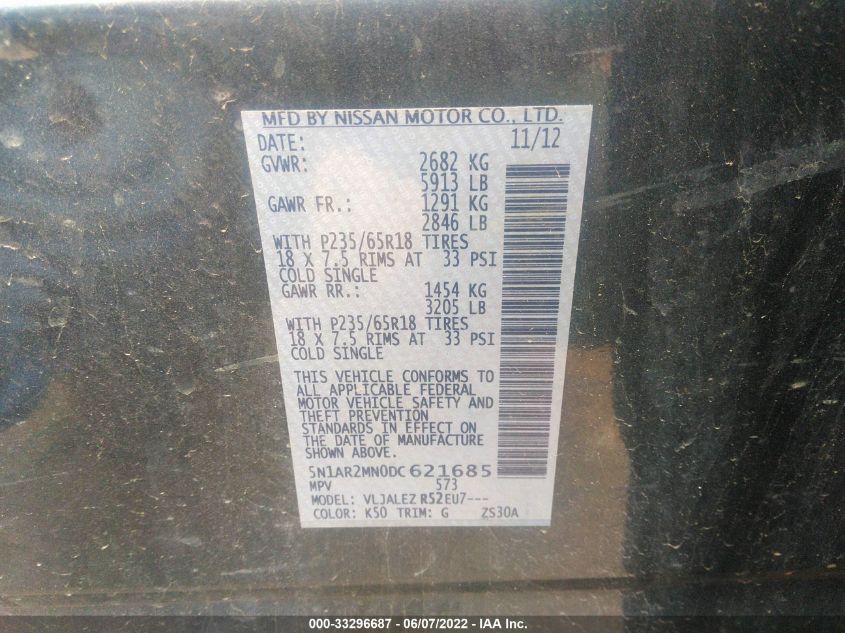 MFD BY NISSAN MOTOR CO., LTD.
DATE: 11/12
GVWR: 2682 KG
5913 LB
GAWR FR.: 1291 KG
2846 LB
WITH P235/65R18 TIRES
18 X 7.5 RIMS AT 33 PSI
COLD SINGLE
GAWR RR.: 1454 KG
3205 LB
WITH P235/65R18 TIRES
18 X 7.5 RIMS AT 33 PSI
COLD SINGLE
THIS VEHICLE CONFORMS TO
ALL APPLICABLE FEDERAL
MOTOR VEHICLE SAFETY AND
THEFT PREVENTION
STANDARDS IN EFFECT ON
THE DATE OF MANUFACTURE
SHOWN ABOVE.
5N1AR2MN0DC621685
MPV 573
MODEL: VLJALEZ R52EU7---
COLOR: K50 TRIM: G ZS30A
000-33296687 - 06/07/2022 - IAA Inc.